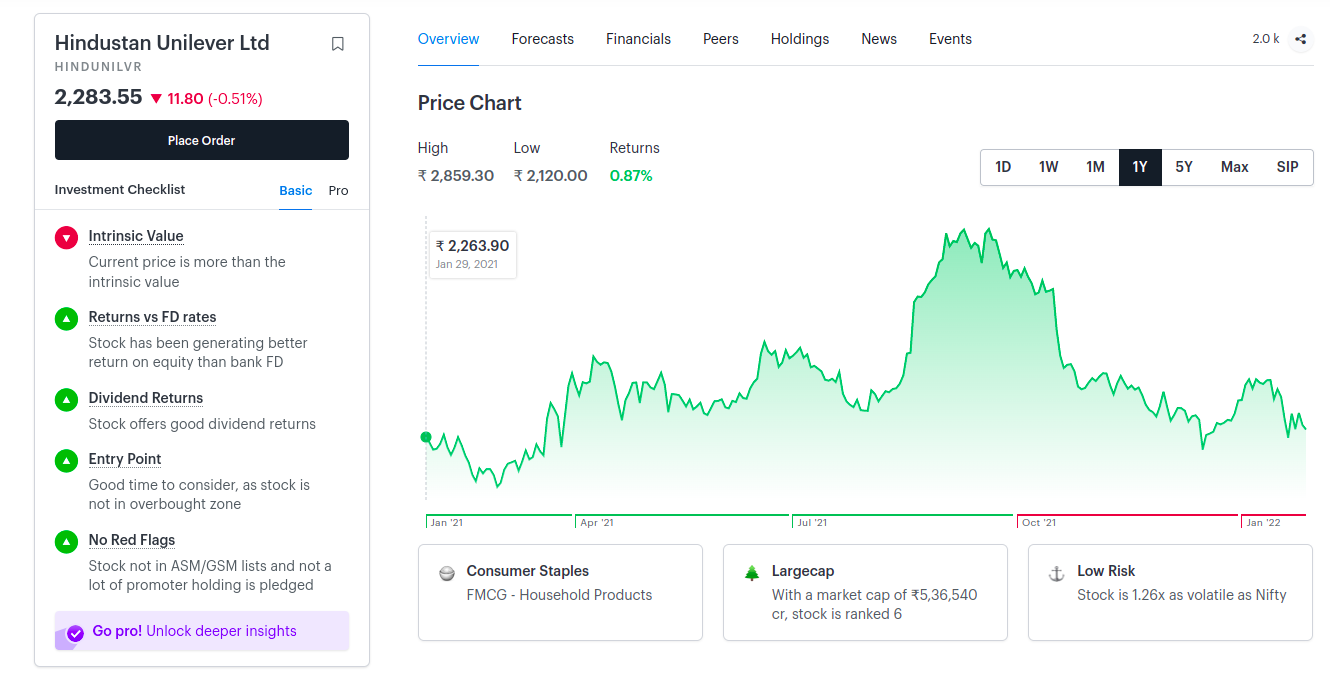 Hindustan Unilever Ltd
HINDUNILVR
2,283.55 ▼ 11.80 (-0.51%)
Place Order
Investment Checklist Basic Pro
Intrinsic Value
Current price is more than the
intrinsic value
Returns vs FD rates
Stock has been generating better
return on equity than bank FD
Dividend Returns
Stock offers good dividend returns
Entry Point
Good time to consider, as stock is
not in overbought zone
No Red Flags
Stock not in ASM/GSM lists and not a
lot of promoter holding is pledged
Go pro! Unlock deeper insights
Overview Forecasts Financials Peers Holdings News Events 2.0 k
Price Chart
High Low Returns
₹ 2,859.30 ₹ 2,120.00 0.87%
1D 1W 1M 1Y 5Y Max SIP
₹ 2,263.90
Jan 29, 2021
Jan '21 Apr '21 Jul '21 Oct '21 Jan '22
Consumer Staples
FMCG - Household Products
Largecap
With a market cap of ₹5,36,540
cr, stock is ranked 6
Low Risk
Stock is 1.26x as volatile as Nifty